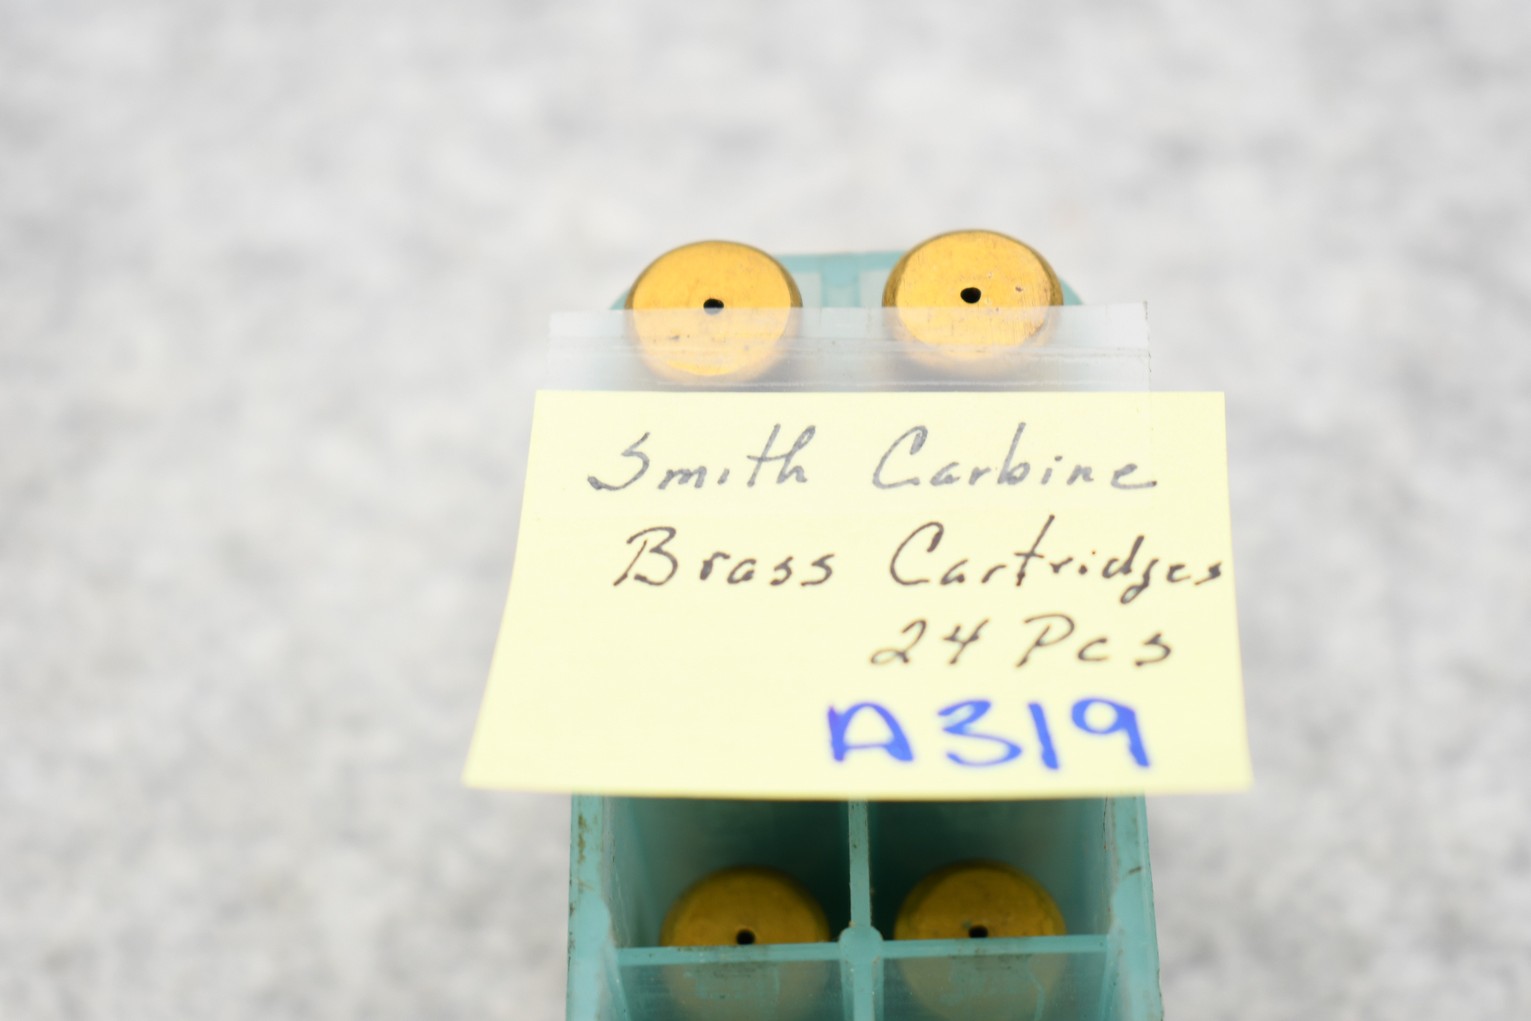 Smith Carbine
Brass Cartridges
24 Pcs
A319